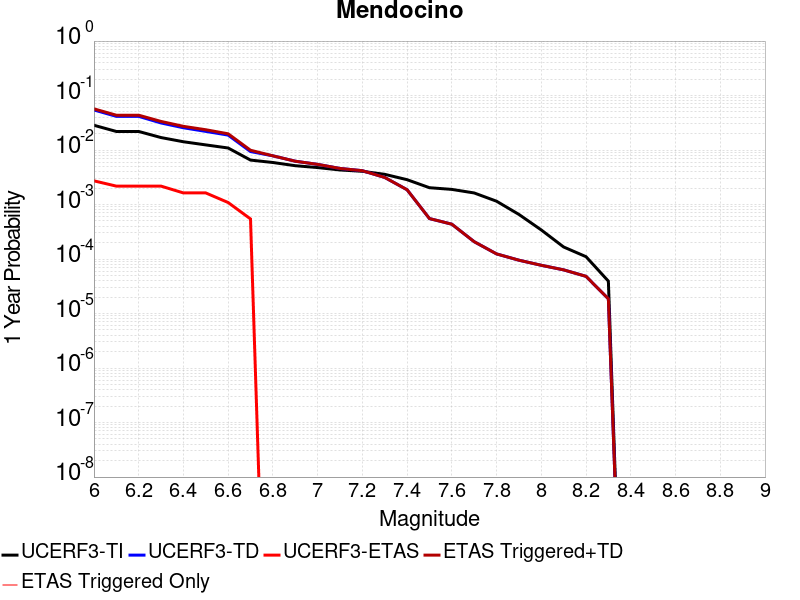 Mendocino
10^0
10^-1
10^-2
10^-3
10^-4
10^-5
10^-6
10^-7
10^-8
1 Year Probability
6 6.2 6.4 6.6 6.8 7 7.2 7.4 7.6 7.8 8 8.2 8.4 8.6 8.8 9
Magnitude
UCERF3-TI UCERF3-TD UCERF3-ETAS ETAS Triggered+TD
ETAS Triggered Only